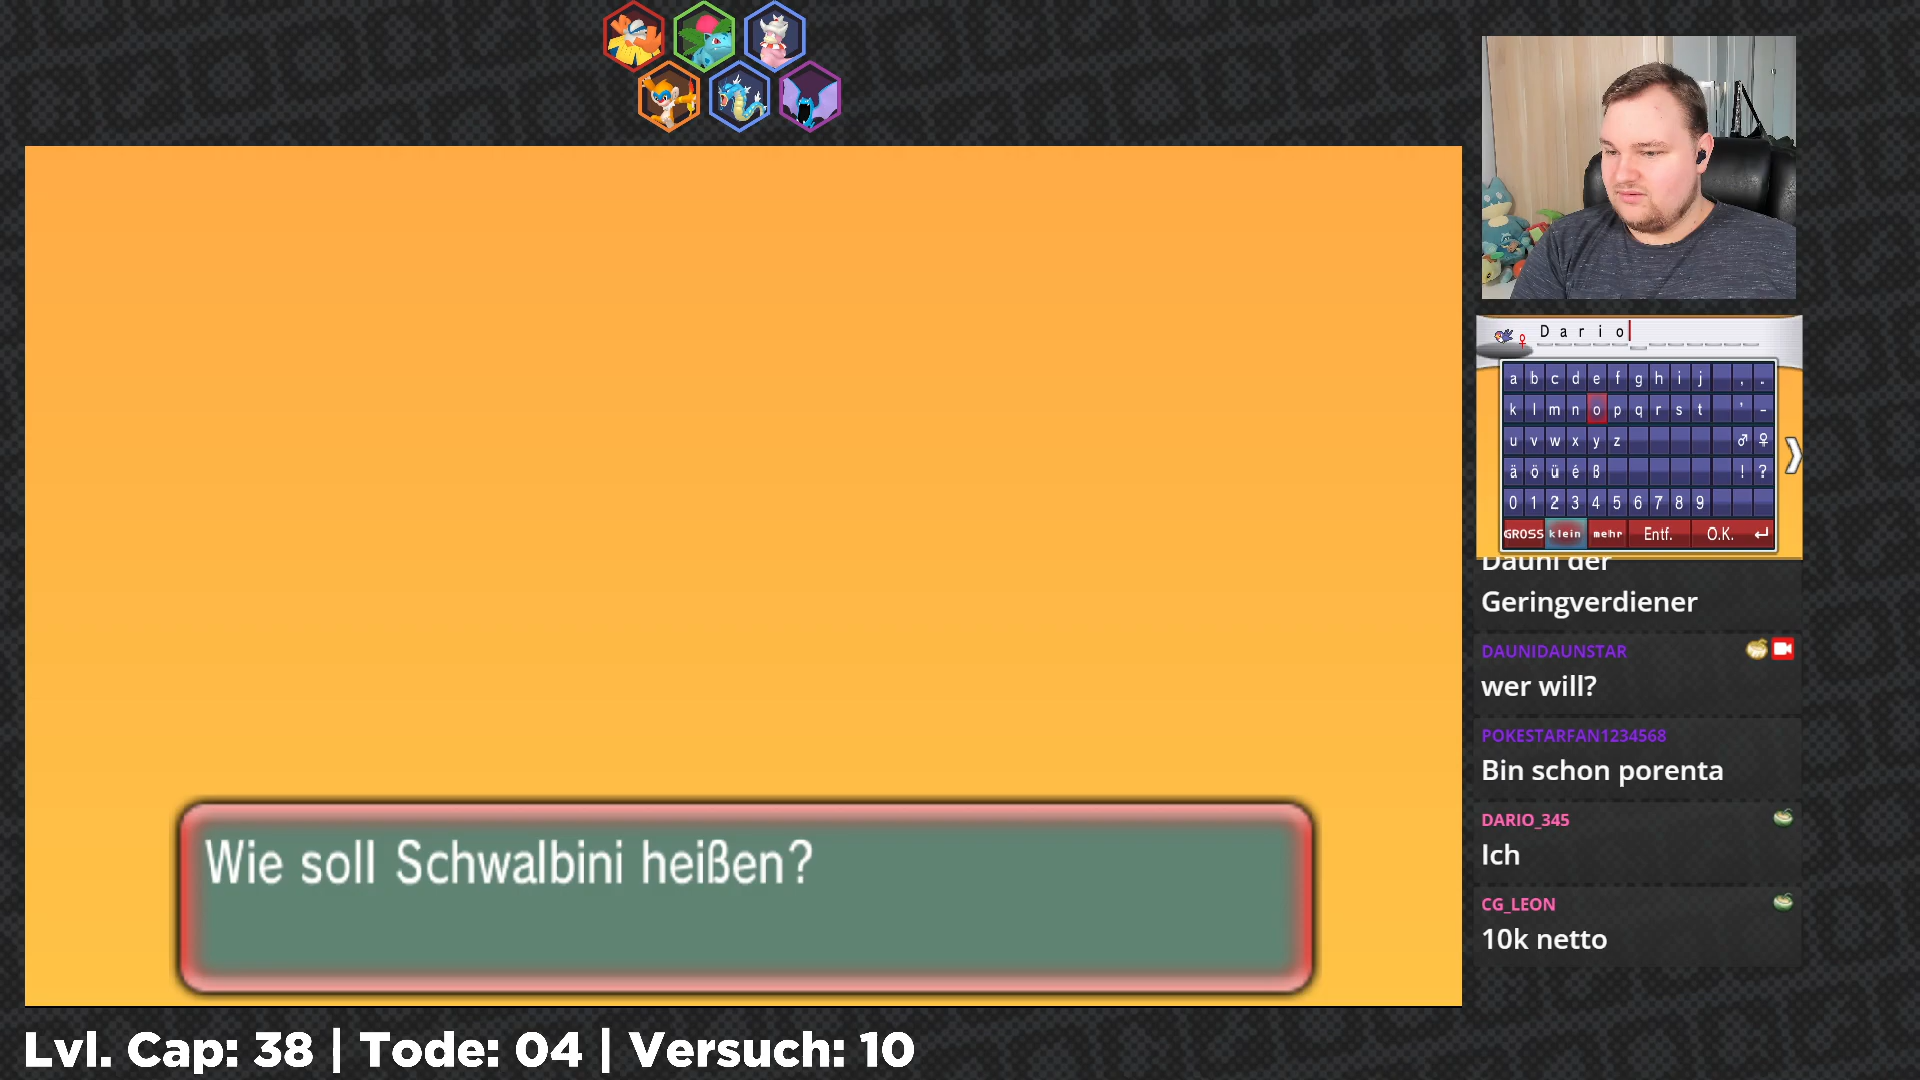 Dario
a b c d e f g h i j , .
k l m n o p q r s t ' -
u v w x y z ♂ ♀
ä ö ü é ß ! ?
0 1 2 3 4 5 6 7 8 9
GROSS klein mehr Entf. O.K. ↵
Dauni der
Geringverdiener
DAUNIDAUNSTAR
wer will?
POKESTARFAN1234568
Bin schon porenta
DARIO_345
Ich
CG_LEON
10k netto
Wie soll Schwalbini heißen?
Lvl. Cap: 38 | Tode: 04 | Versuch: 10